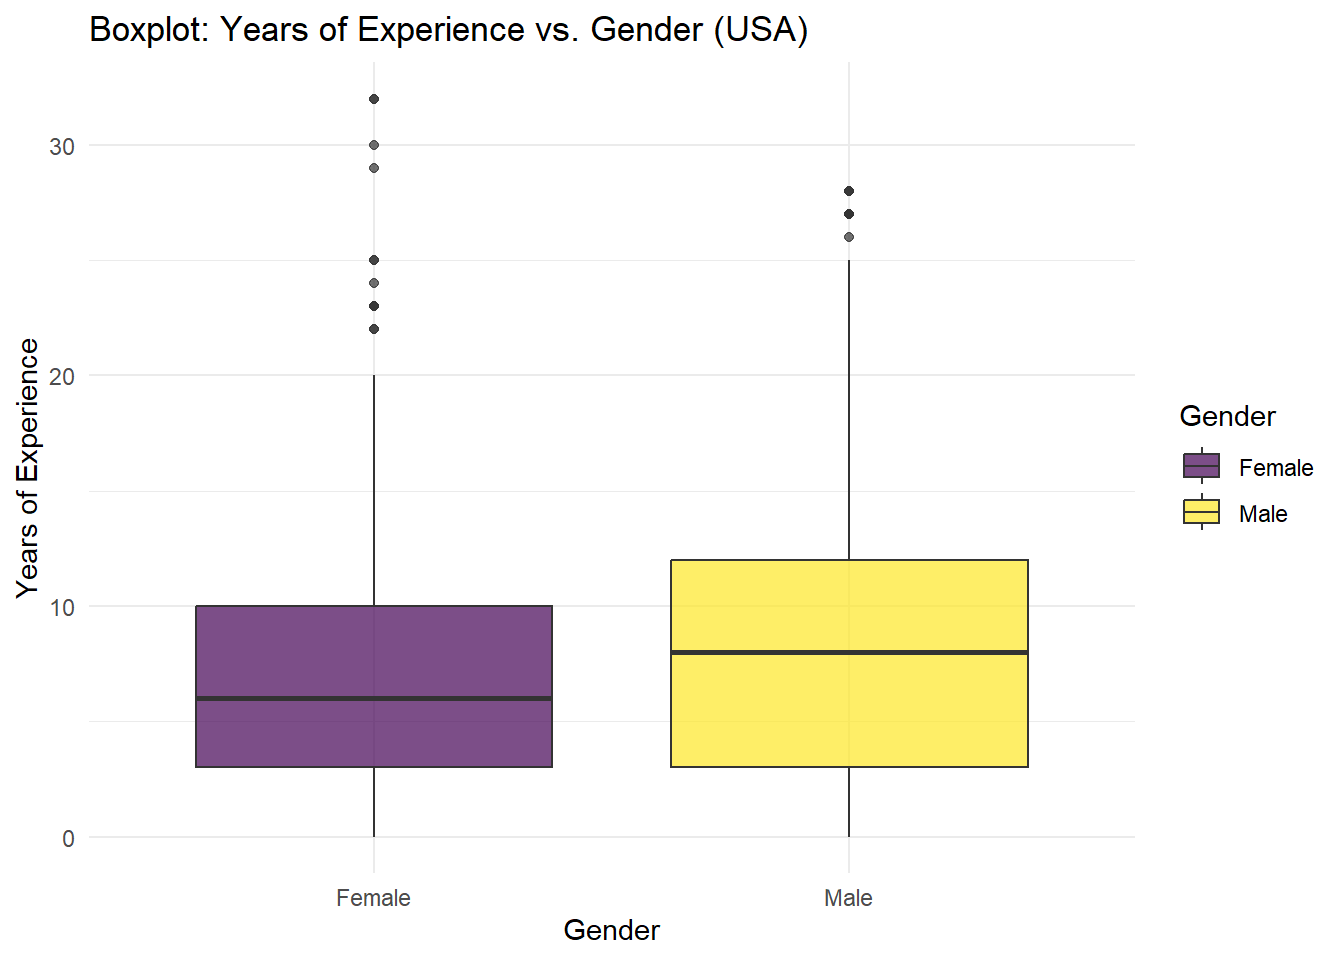 Boxplot: Years of Experience vs. Gender (USA)
Years of Experience
30
20
10
0
Female
Male
Gender
Gender
Female
Male